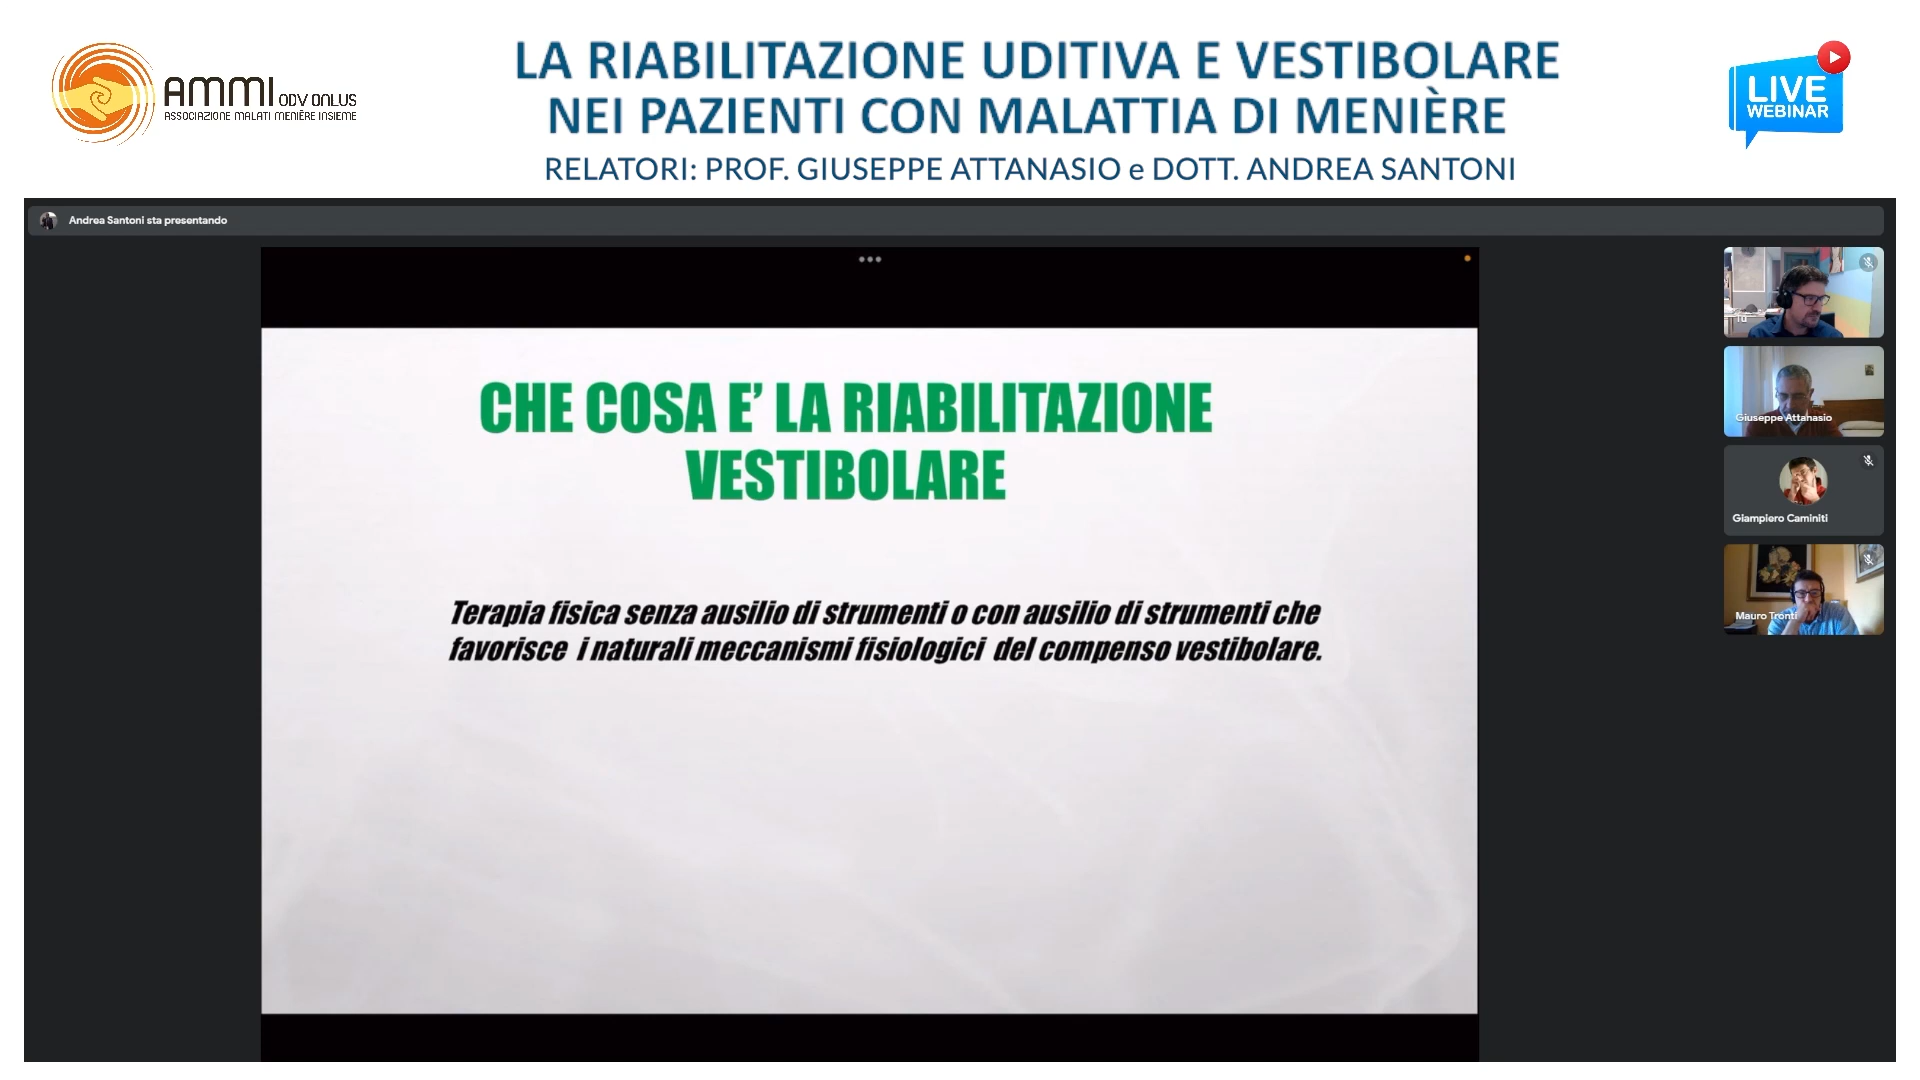 AMMI ODV ONLUS
ASSOCIAZIONE MALATI MENIÈRE INSIEME
LA RIABILITAZIONE UDITIVA E VESTIBOLARE
NEI PAZIENTI CON MALATTIA DI MENIÈRE
RELATORI: PROF. GIUSEPPE ATTANASIO e DOTT. ANDREA SANTONI
LIVE
WEBINAR
Andrea Santoni sta presentando
CHE COSA E’ LA RIABILITAZIONE
VESTIBOLARE
Terapia fisica senza ausilio di strumenti o con ausilio di strumenti che
favorisce i naturali meccanismi fisiologici del compenso vestibolare.
Tu
Giuseppe Attanasio
Giampiero Caminiti
Mauro Tronti